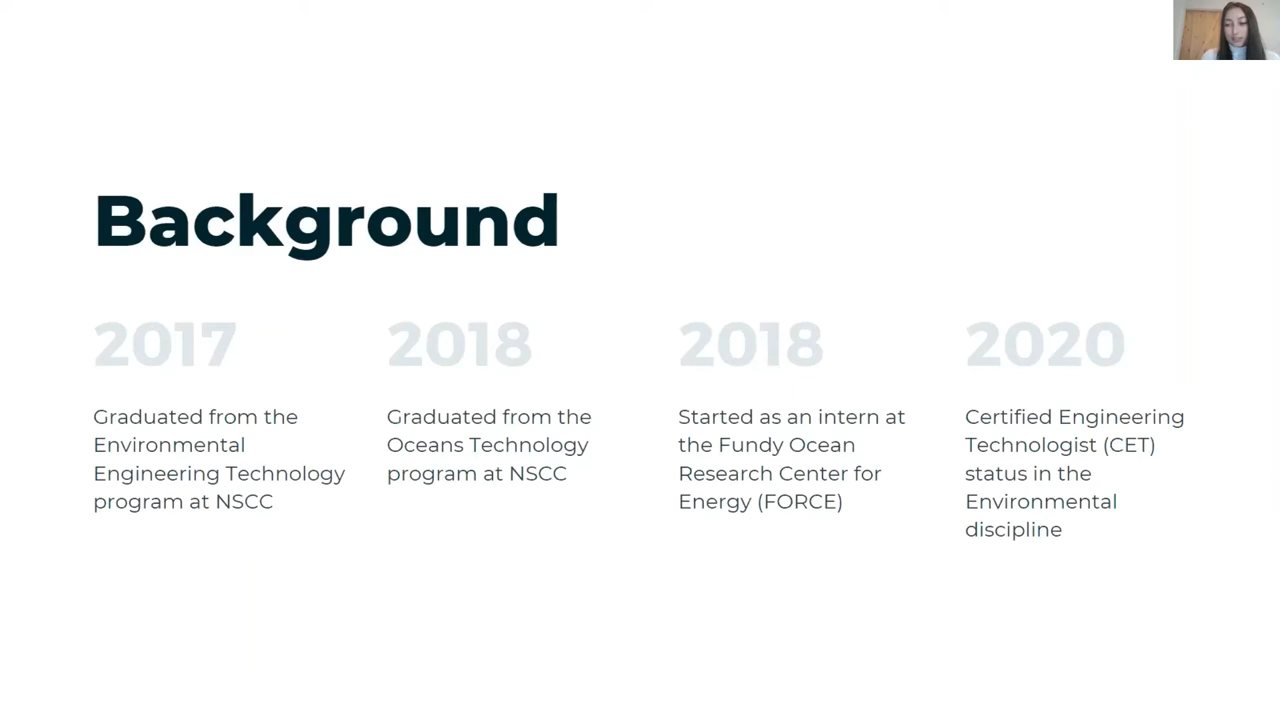 Background
2017
Graduated from the
Environmental
Engineering Technology
program at NSCC
2018
Graduated from the
Oceans Technology
program at NSCC
2018
Started as an intern at
the Fundy Ocean
Research Center for
Energy (FORCE)
2020
Certified Engineering
Technologist (CET)
status in the
Environmental
discipline